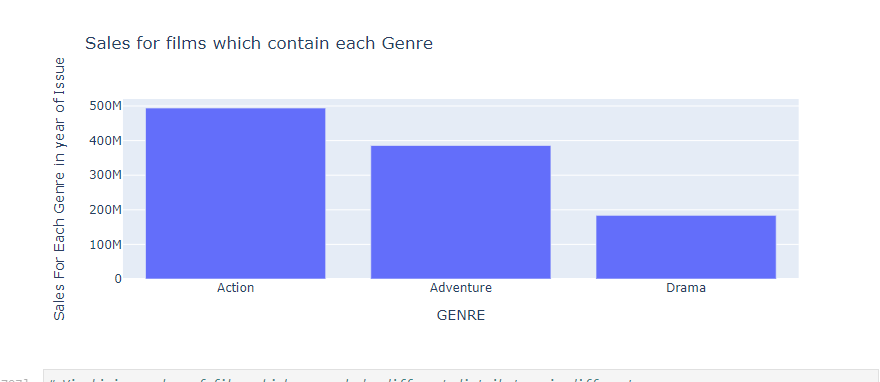 Sales for films which contain each Genre
Sales For Each Genre in year of Issue
500M
400M
300M
200M
100M
0
Action
Adventure
Drama
GENRE